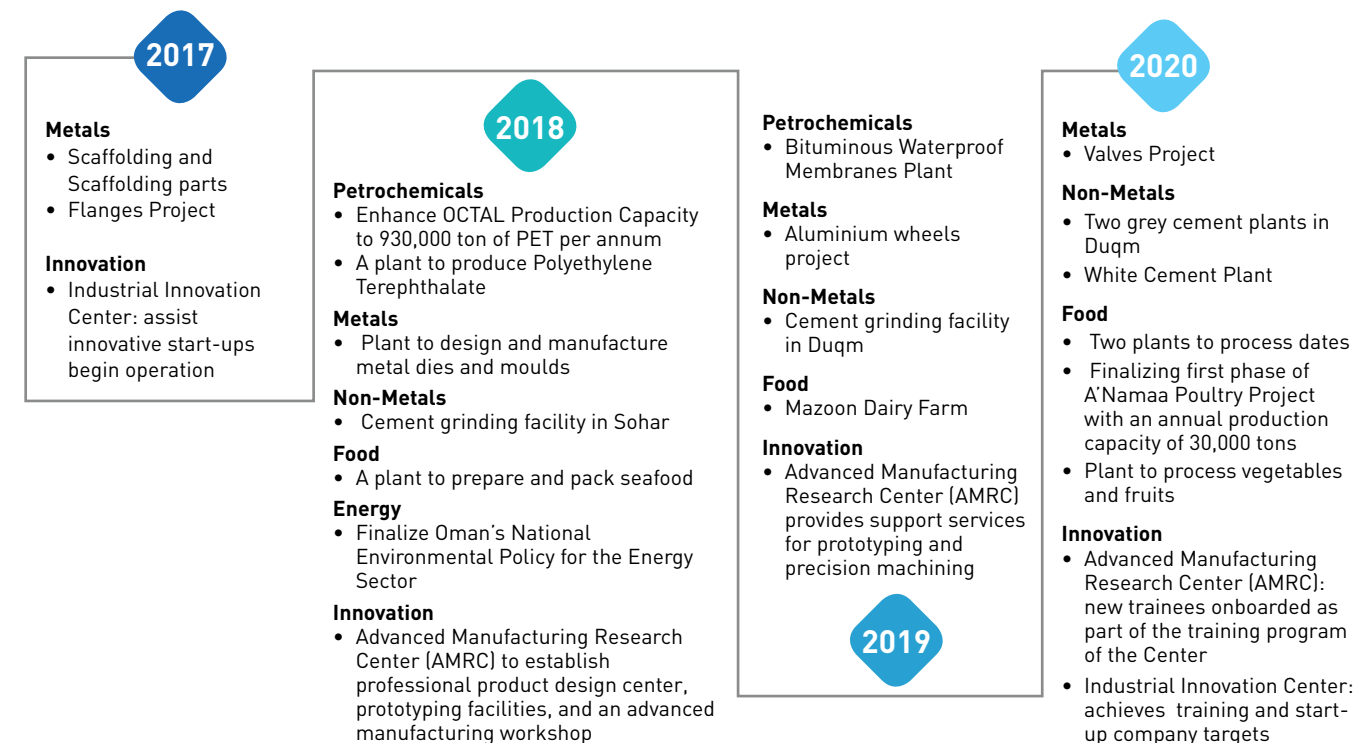 2017
Metals
• Scaffolding and
Scaffolding parts
• Flanges Project
Innovation
• Industrial Innovation
Center: assist
innovative start-ups
begin operation
2018
Petrochemicals
• Enhance OCTAL Production Capacity
to 930,000 ton of PET per annum
• A plant to produce Polyethylene
Terephthalate
Metals
• Plant to design and manufacture
metal dies and moulds
Non-Metals
• Cement grinding facility in Sohar
Food
• A plant to prepare and pack seafood
Energy
• Finalize Oman's National
Environmental Policy for the Energy
Sector
Innovation
• Advanced Manufacturing Research
Center (AMRC) to establish
professional product design center,
prototyping facilities, and an advanced
manufacturing workshop
Petrochemicals
• Bituminous Waterproof
Membranes Plant
Metals
• Aluminium wheels
project
Non-Metals
• Cement grinding facility
in Duqm
Food
• Mazoon Dairy Farm
Innovation
• Advanced Manufacturing
Research Center (AMRC)
provides support services
for prototyping and
precision machining
2019
2020
Metals
• Valves Project
Non-Metals
• Two grey cement plants in
Duqm
• White Cement Plant
Food
• Two plants to process dates
• Finalizing first phase of
A'Namaa Poultry Project
with an annual production
capacity of 30,000 tons
• Plant to process vegetables
and fruits
Innovation
• Advanced Manufacturing
Research Center (AMRC):
new trainees onboarded as
part of the training program
of the Center
• Industrial Innovation Center:
achieves training and start-
up company targets